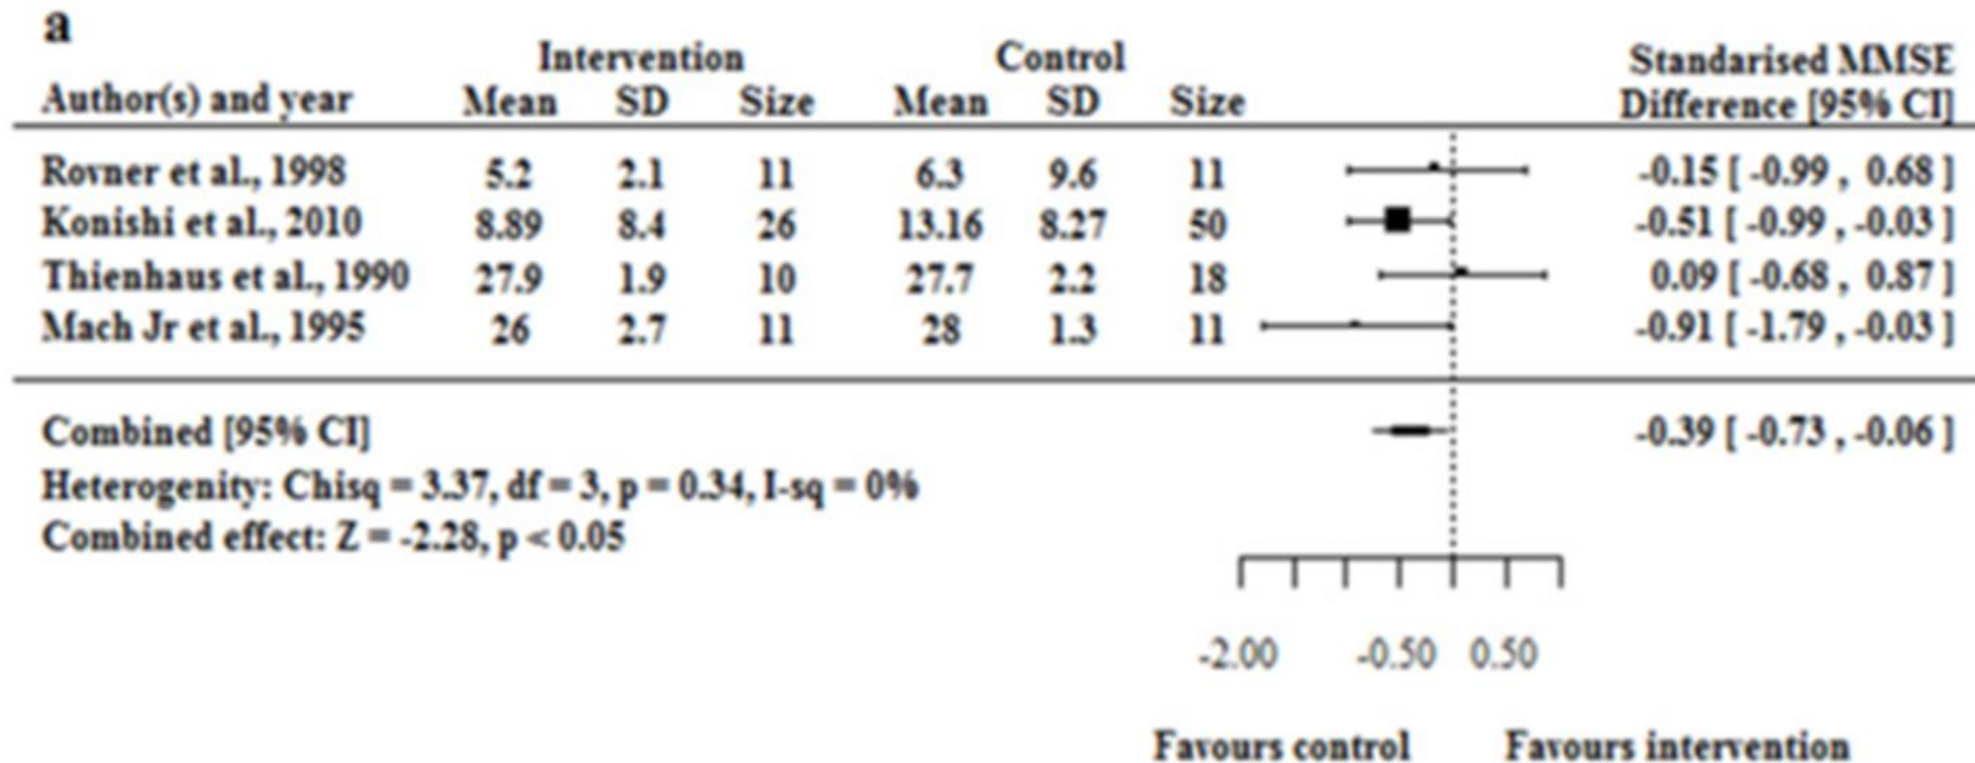 a
Intervention Control Standarised MMSE
Author(s) and year Mean SD Size Mean SD Size Difference [95% CI]
Rovner et al., 1998 5.2 2.1 11 6.3 9.6 11 -0.15 [ -0.99 , 0.68 ]
Konishi et al., 2010 8.89 8.4 26 13.16 8.27 50 -0.51 [ -0.99 , -0.03 ]
Thienhaus et al., 1990 27.9 1.9 10 27.7 2.2 18 0.09 [ -0.68 , 0.87 ]
Mach Jr et al., 1995 26 2.7 11 28 1.3 11 -0.91 [ -1.79 , -0.03 ]
Combined [95% CI] -0.39 [ -0.73 , -0.06 ]
Heterogenity: Chisq = 3.37, df = 3, p = 0.34, I-sq = 0%
Combined effect: Z = -2.28, p < 0.05
-2.00 -0.50 0.50
Favours control Favours intervention